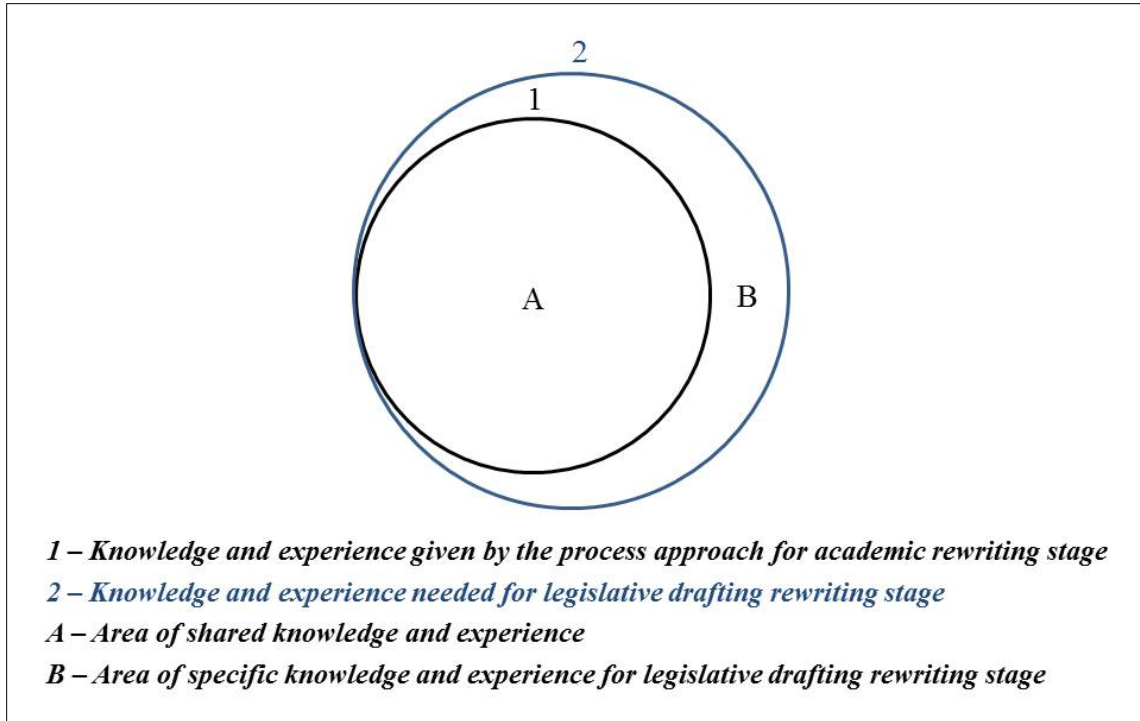 2
1
A
B
1 – Knowledge and experience given by the process approach for academic rewriting stage
2 – Knowledge and experience needed for legislative drafting rewriting stage
A – Area of shared knowledge and experience
B – Area of specific knowledge and experience for legislative drafting rewriting stage